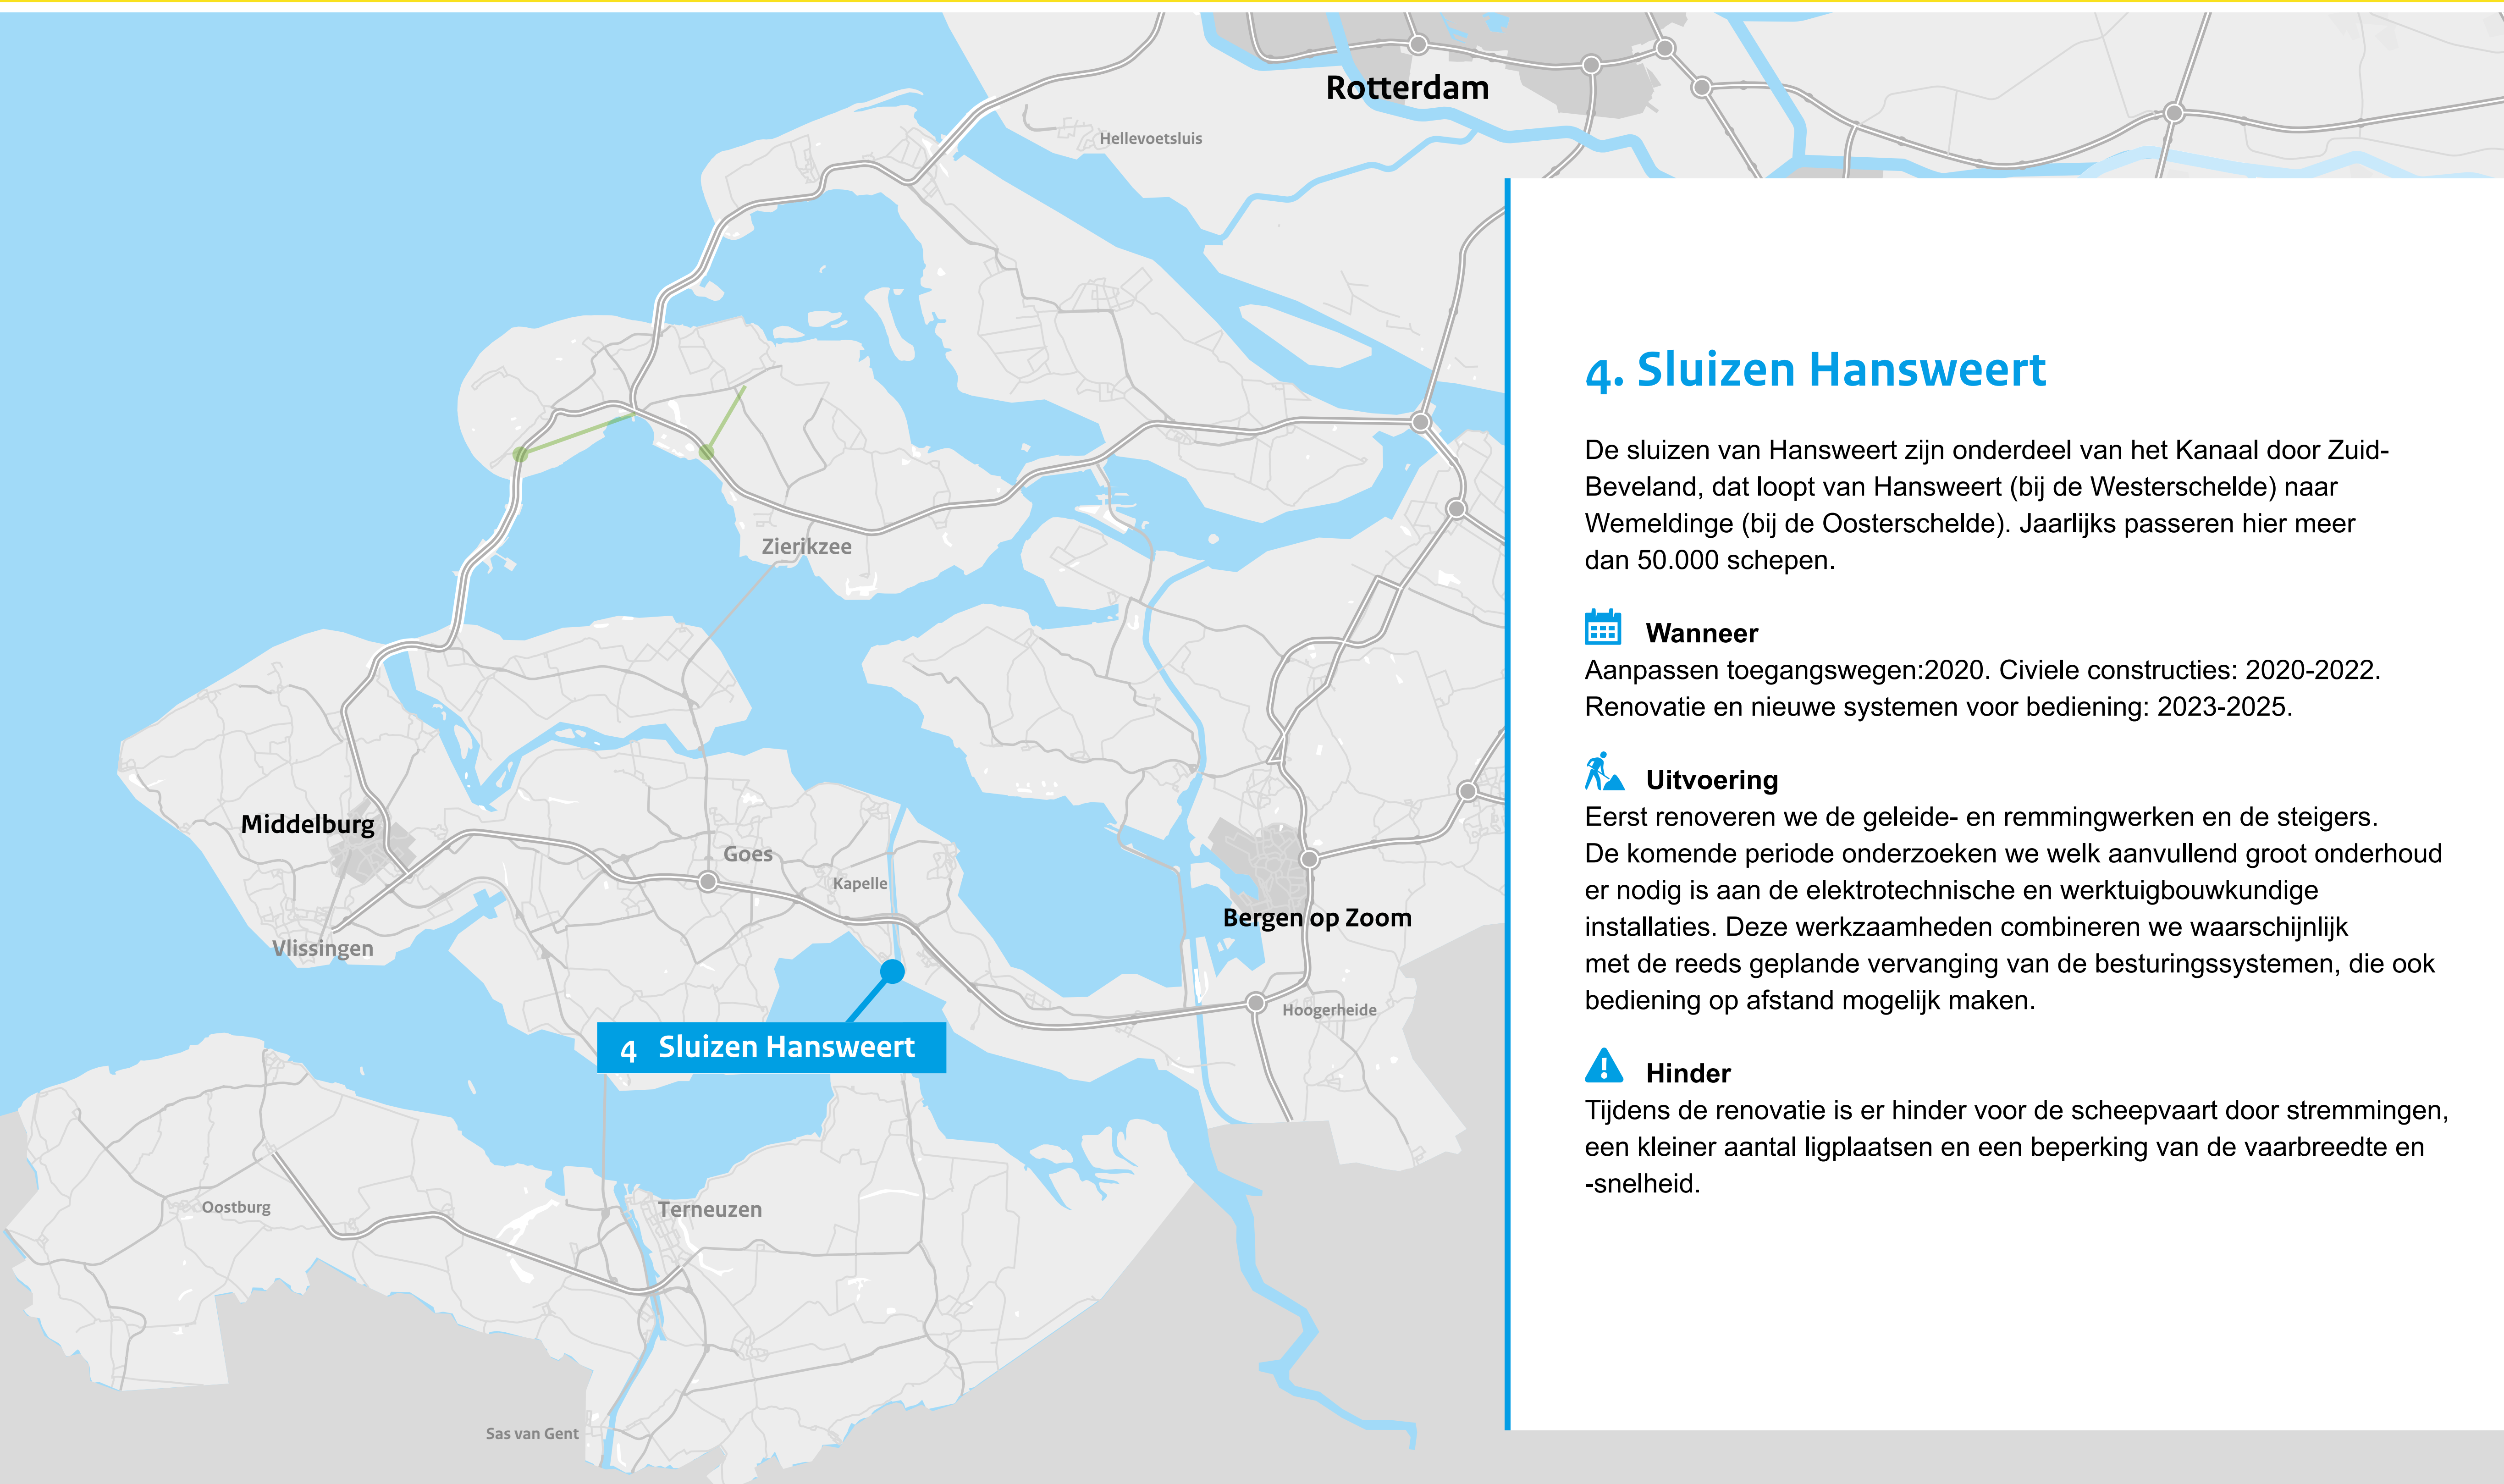 Rotterdam
Hellevoetsluis
Zierikzee
Middelburg
Goes
Kapelle
Vlissingen
Bergen op Zoom
Hoogerheide
4 Sluizen Hansweert
Oostburg
Terneuzen
Sas van Gent
4. Sluizen Hansweert
De sluizen van Hansweert zijn onderdeel van het Kanaal door Zuid-
Beveland, dat loopt van Hansweert (bij de Westerschelde) naar
Wemeldinge (bij de Oosterschelde). Jaarlijks passeren hier meer
dan 50.000 schepen.
Wanneer
Aanpassen toegangswegen:2020. Civiele constructies: 2020-2022.
Renovatie en nieuwe systemen voor bediening: 2023-2025.
Uitvoering
Eerst renoveren we de geleide- en remmingwerken en de steigers.
De komende periode onderzoeken we welk aanvullend groot onderhoud
er nodig is aan de elektrotechnische en werktuigbouwkundige
installaties. Deze werkzaamheden combineren we waarschijnlijk
met de reeds geplande vervanging van de besturingssystemen, die ook
bediening op afstand mogelijk maken.
Hinder
Tijdens de renovatie is er hinder voor de scheepvaart door stremmingen,
een kleiner aantal ligplaatsen en een beperking van de vaarbreedte en
-snelheid.